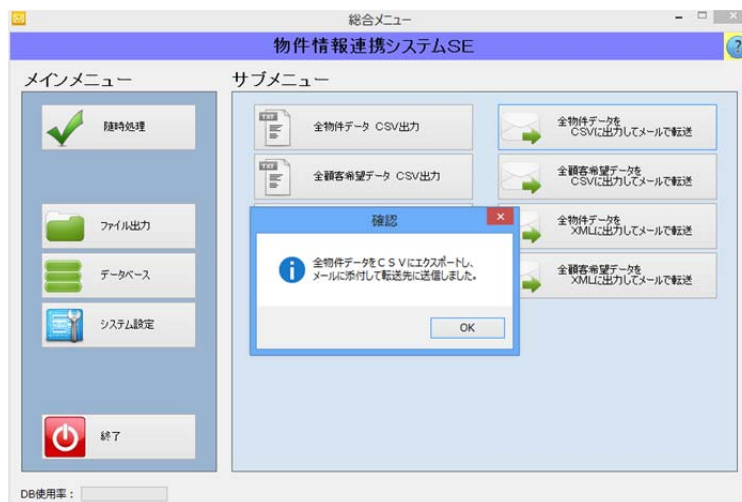 総合メニュー
物件情報連携システムSE
?
メインメニュー
サブメニュー
随時処理
ファイル出力
データベース
システム設定
終了
TXT
全物件データ CSV出力
TXT
全顧客希望データ CSV出力
全物件データを
CSVに出力してメールで転送
全顧客希望データを
CSVに出力してメールで転送
全物件データを
XMLに出力してメールで転送
全顧客希望データを
XMLに出力してメールで転送
確認
全物件データをCSVにエクスポートし、
メールに添付して転送先に送信しました。
OK
DB使用率：